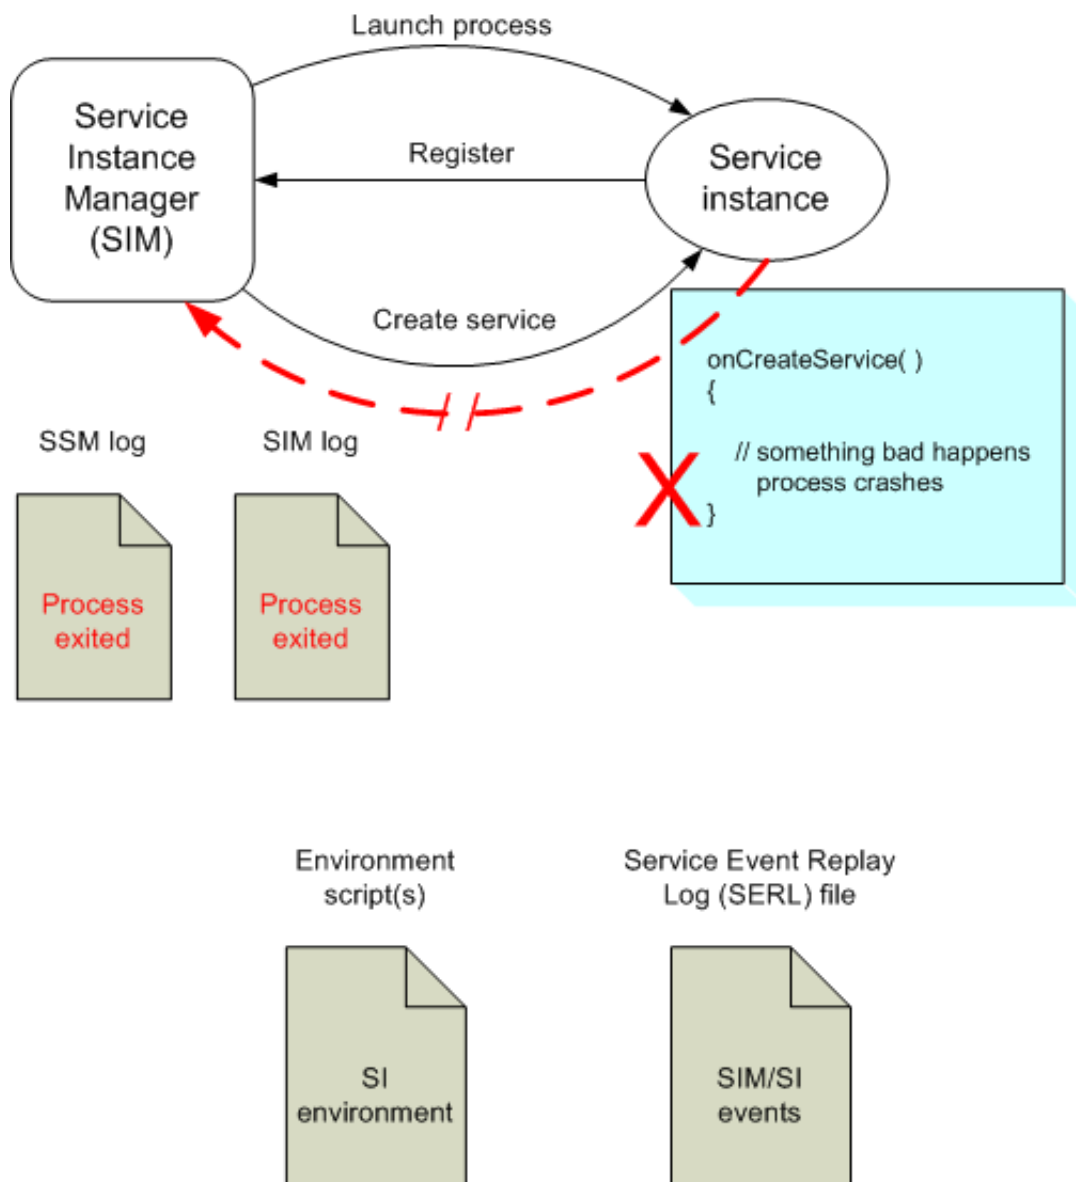 Launch process
Service
Instance
Manager
(SIM)
Register
Service
instance
Create service
onCreateService( )
{
// something bad happens
process crashes
}
SSM log
SIM log
Process
exited
Process
exited
Environment
script(s)
Service Event Replay
Log (SERL) file
SI
environment
SIM/SI
events